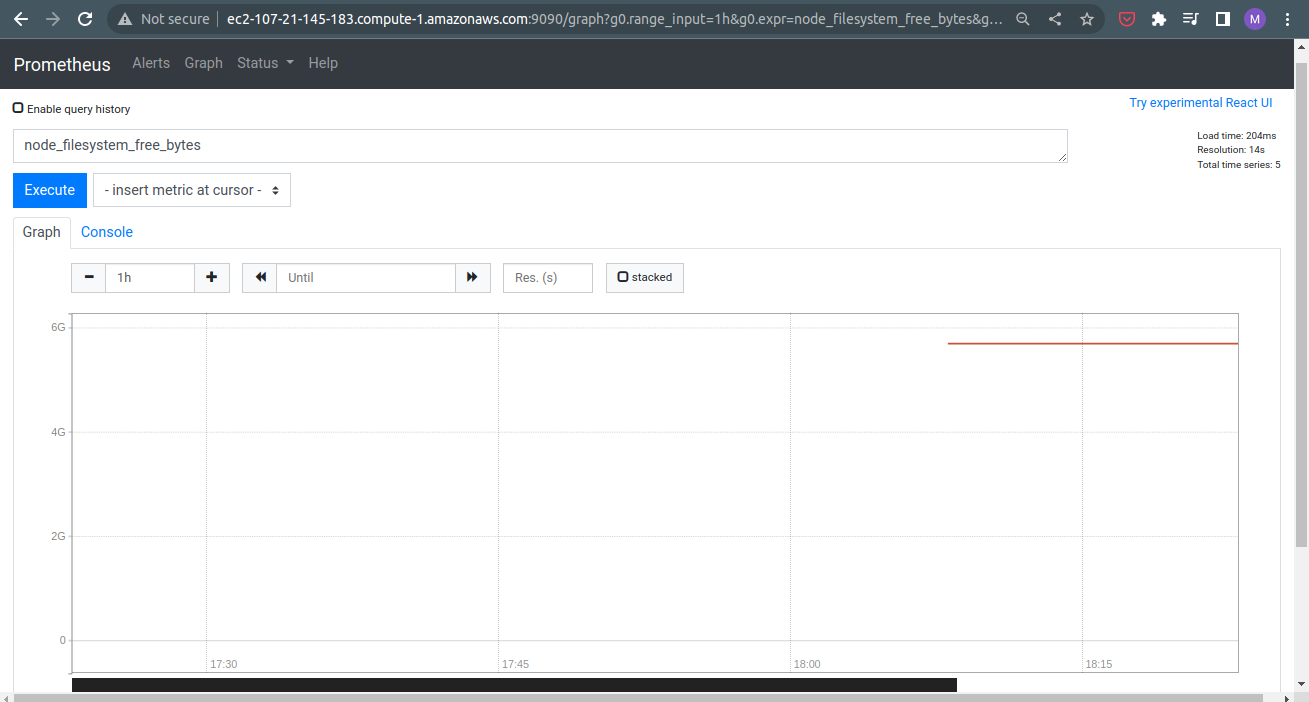 Not secure ec2-107-21-145-183.compute-1.amazonaws.com:9090/graph?g0.range_input=1h&g0.expr=node_filesystem_free_bytes&g… M
Prometheus Alerts Graph Status Help
Enable query history
Try experimental React UI
node_filesystem_free_bytes
Load time: 204ms
Resolution: 14s
Total time series: 5
Execute - insert metric at cursor -
Graph Console
1h Until Res. (s) stacked
6G
4G
2G
0
17:30 17:45 18:00 18:15